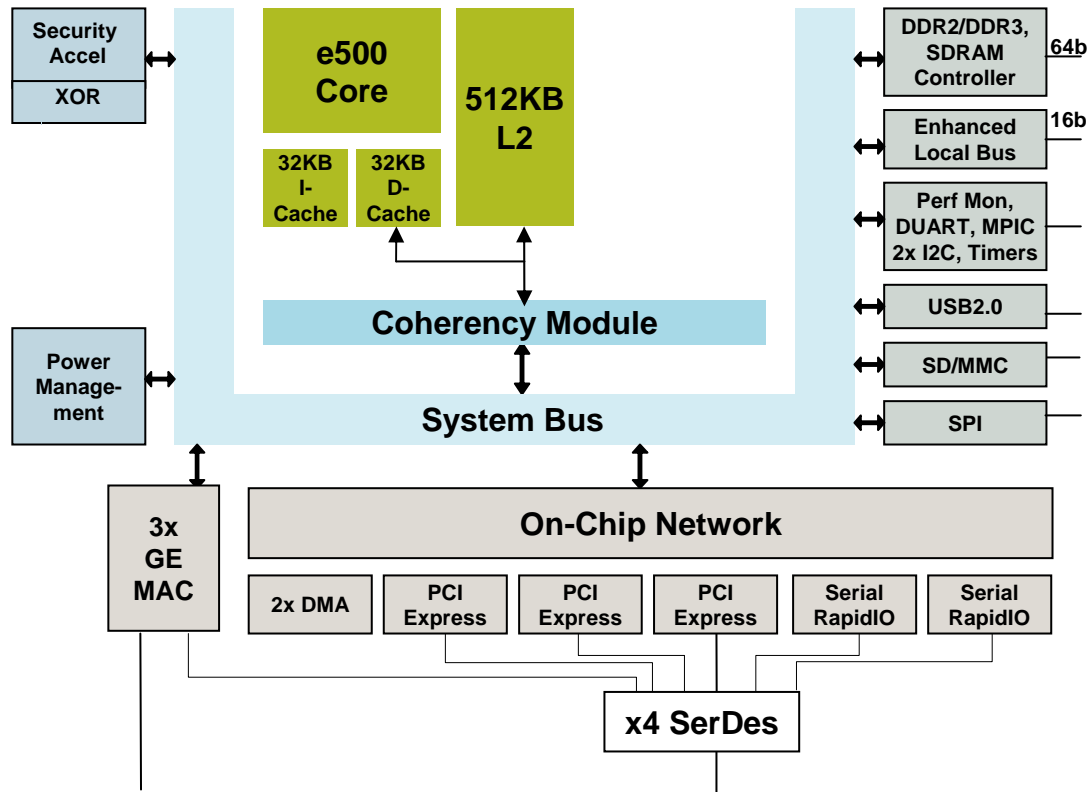 Security
Accel
XOR
e500
Core
512KB
L2
32KB
I-
Cache
32KB
D-
Cache
DDR2/DDR3,
SDRAM
Controller
64b
Enhanced
Local Bus
16b
Perf Mon,
DUART, MPIC
2x I2C, Timers
Coherency Module
USB2.0
Power
Manage-
ment
SD/MMC
System Bus
SPI
3x
GE
MAC
On-Chip Network
2x DMA
PCI
Express
PCI
Express
PCI
Express
Serial
RapidIO
Serial
RapidIO
x4 SerDes